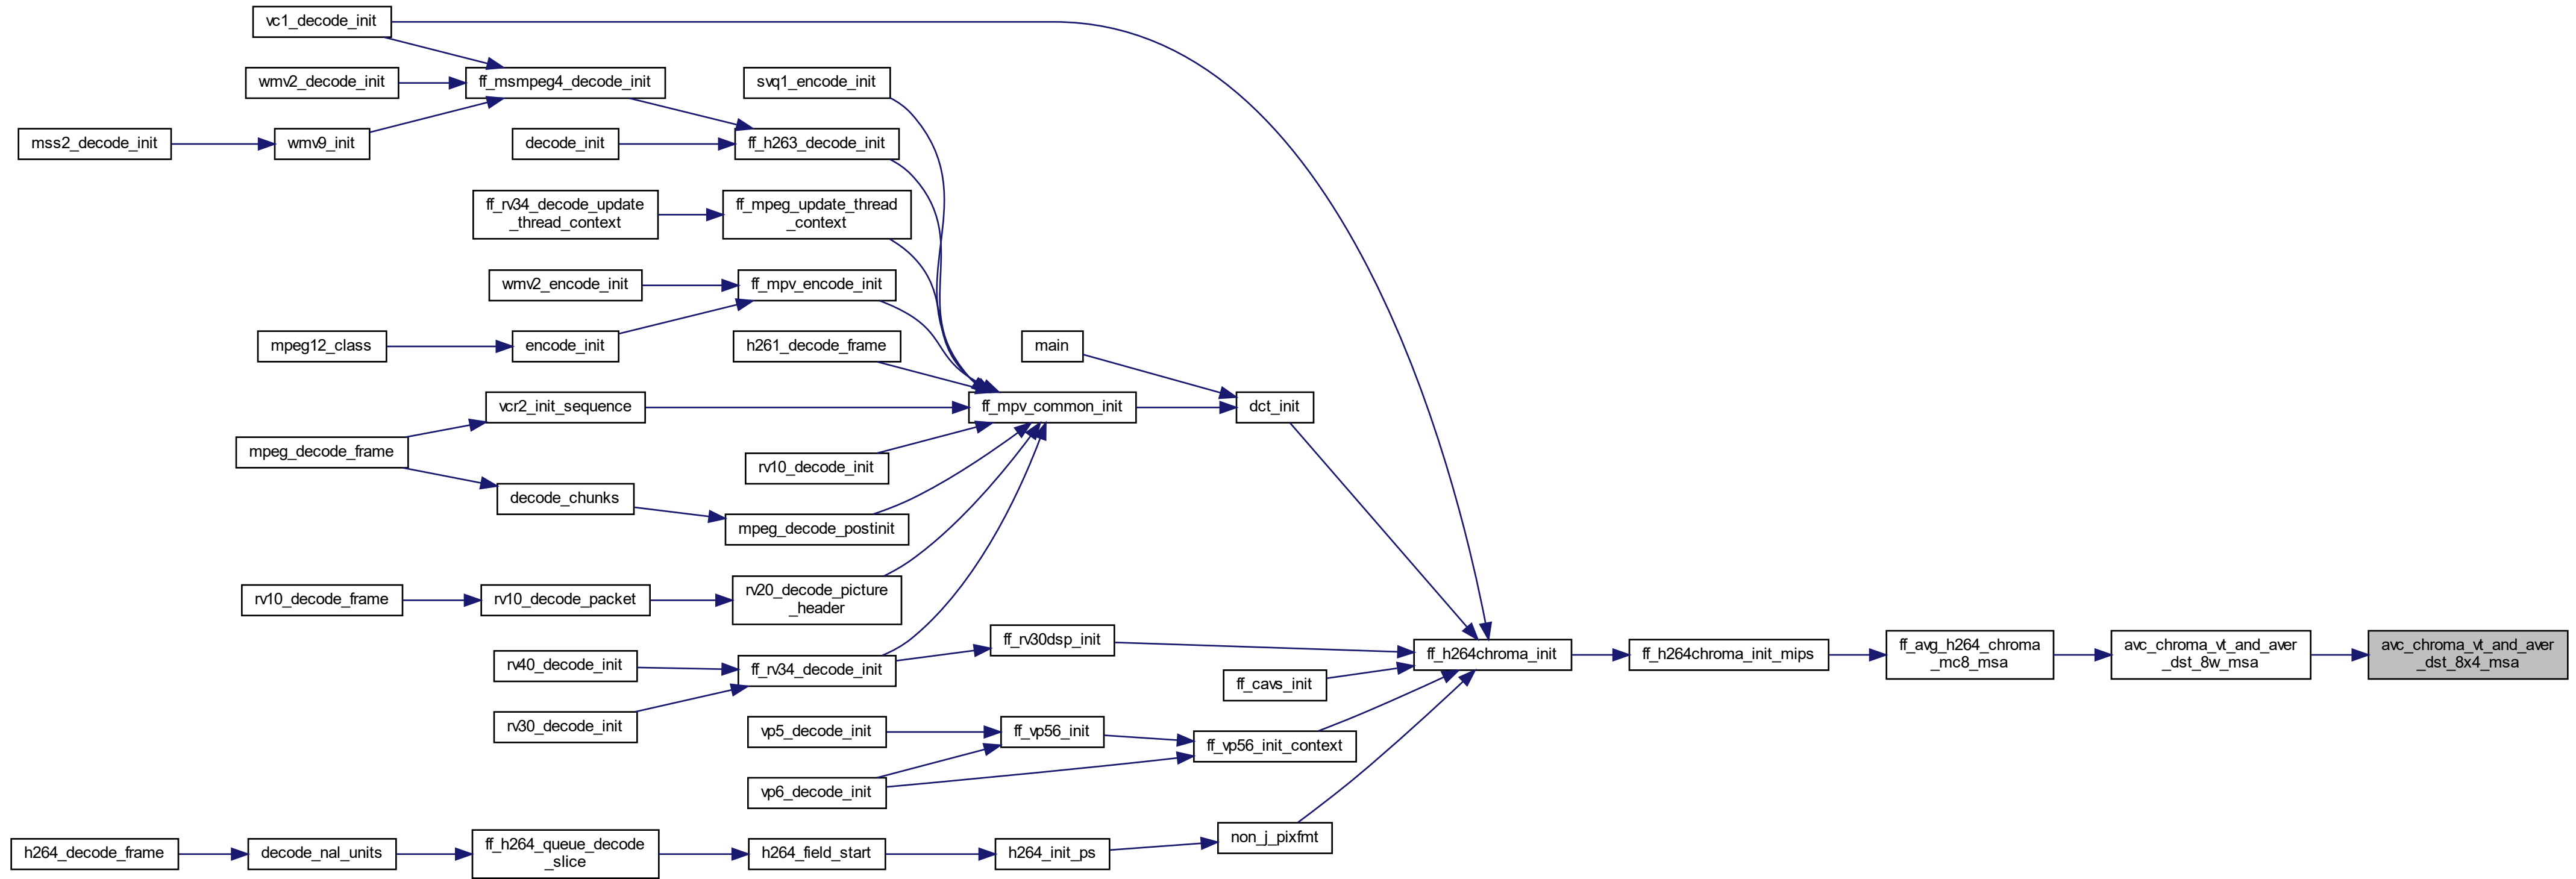 vc1_decode_init
wmv2_decode_init
ff_msmpeg4_decode_init
svq1_encode_init
mss2_decode_init
wmv9_init
decode_init
ff_h263_decode_init
ff_rv34_decode_update
_thread_context
ff_mpeg_update_thread
_context
wmv2_encode_init
ff_mpv_encode_init
mpeg12_class
encode_init
h261_decode_frame
main
vcr2_init_sequence
ff_mpv_common_init
dct_init
mpeg_decode_frame
rv10_decode_init
decode_chunks
mpeg_decode_postinit
rv10_decode_frame
rv10_decode_packet
rv20_decode_picture
_header
ff_rv30dsp_init
rv40_decode_init
ff_rv34_decode_init
ff_h264chroma_init
ff_h264chroma_init_mips
ff_avg_h264_chroma
_mc8_msa
avc_chroma_vt_and_aver
_dst_8w_msa
avc_chroma_vt_and_aver
_dst_8x4_msa
ff_cavs_init
rv30_decode_init
vp5_decode_init
ff_vp56_init
ff_vp56_init_context
vp6_decode_init
non_j_pixfmt
h264_decode_frame
decode_nal_units
ff_h264_queue_decode
_slice
h264_field_start
h264_init_ps